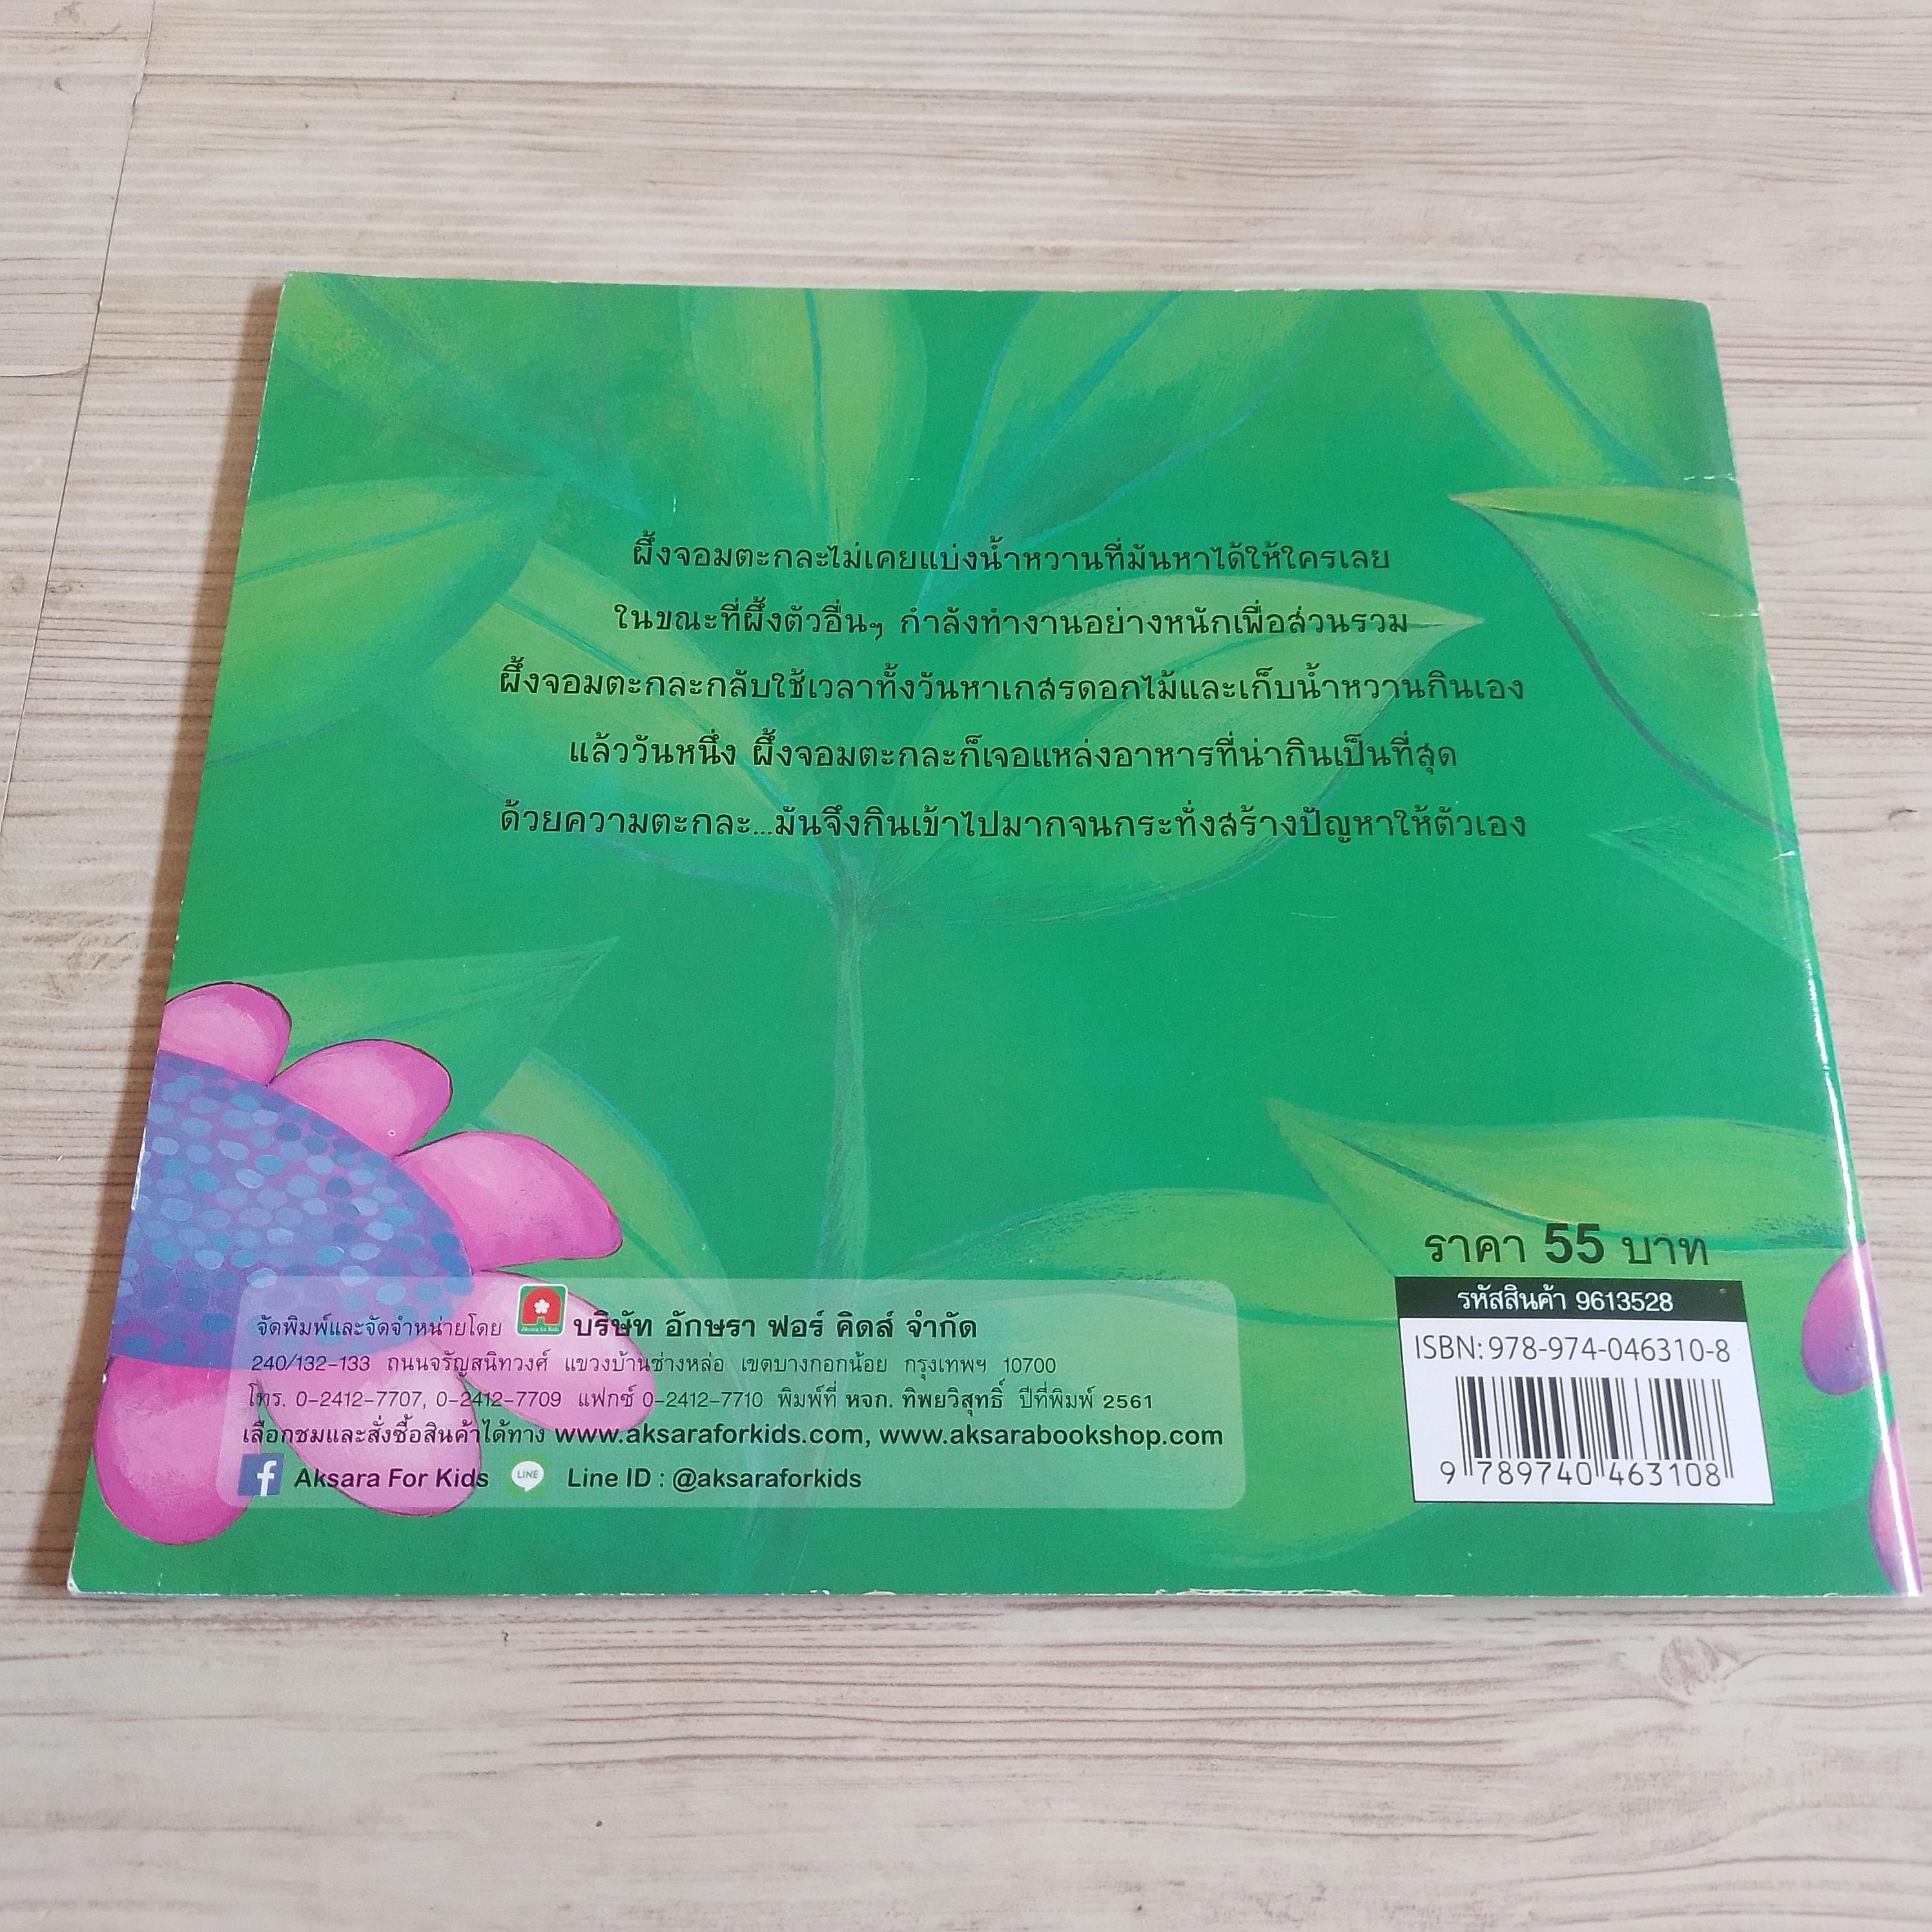 ผึ้งจอมตะกละไม่เคยแบ่งน้ำหวานที่มันหาได้ให้ใครเลย
ในขณะที่ผึ้งตัวอื่นๆ กำลังทำงานอย่างหนักเพื่อส่วนรวม
ผึ้งจอมตะกละกลับใช้เวลาทั้งวันหาเกสรดอกไม้และเก็บน้ำหวานกินเอง
แล้ววันหนึ่ง ผึ้งจอมตะกละก็เจอแหล่งอาหารที่น่ากินเป็นที่สุด
ด้วยความตะกละ...มันจึงกินเข้าไปมากจนกระทั่งสร้างปัญหาให้ตัวเอง
ราคา 55 บาท
รหัสสินค้า 9613528
ISBN: 978-974-046310-8
9 789740 463108
จัดพิมพ์และจัดจำหน่ายโดย Aksara for Kids บริษัท อักษรา ฟอร์ คิดส์ จำกัด
240/132-133 ถนนจรัญสนิทวงศ์ แขวงบ้านช่างหล่อ เขตบางกอกน้อย กรุงเทพฯ 10700
โทร. 0-2412-7707, 0-2412-7709 แฟกซ์ 0-2412-7710 พิมพ์ที่ หจก. ทิพยวิสุทธิ์ ปีที่พิมพ์ 2561
เลือกชมและสั่งซื้อสินค้าได้ทาง www.aksaraforkids.com, www.aksarabookshop.com
f Aksara For Kids LINE Line ID : @aksaraforkids